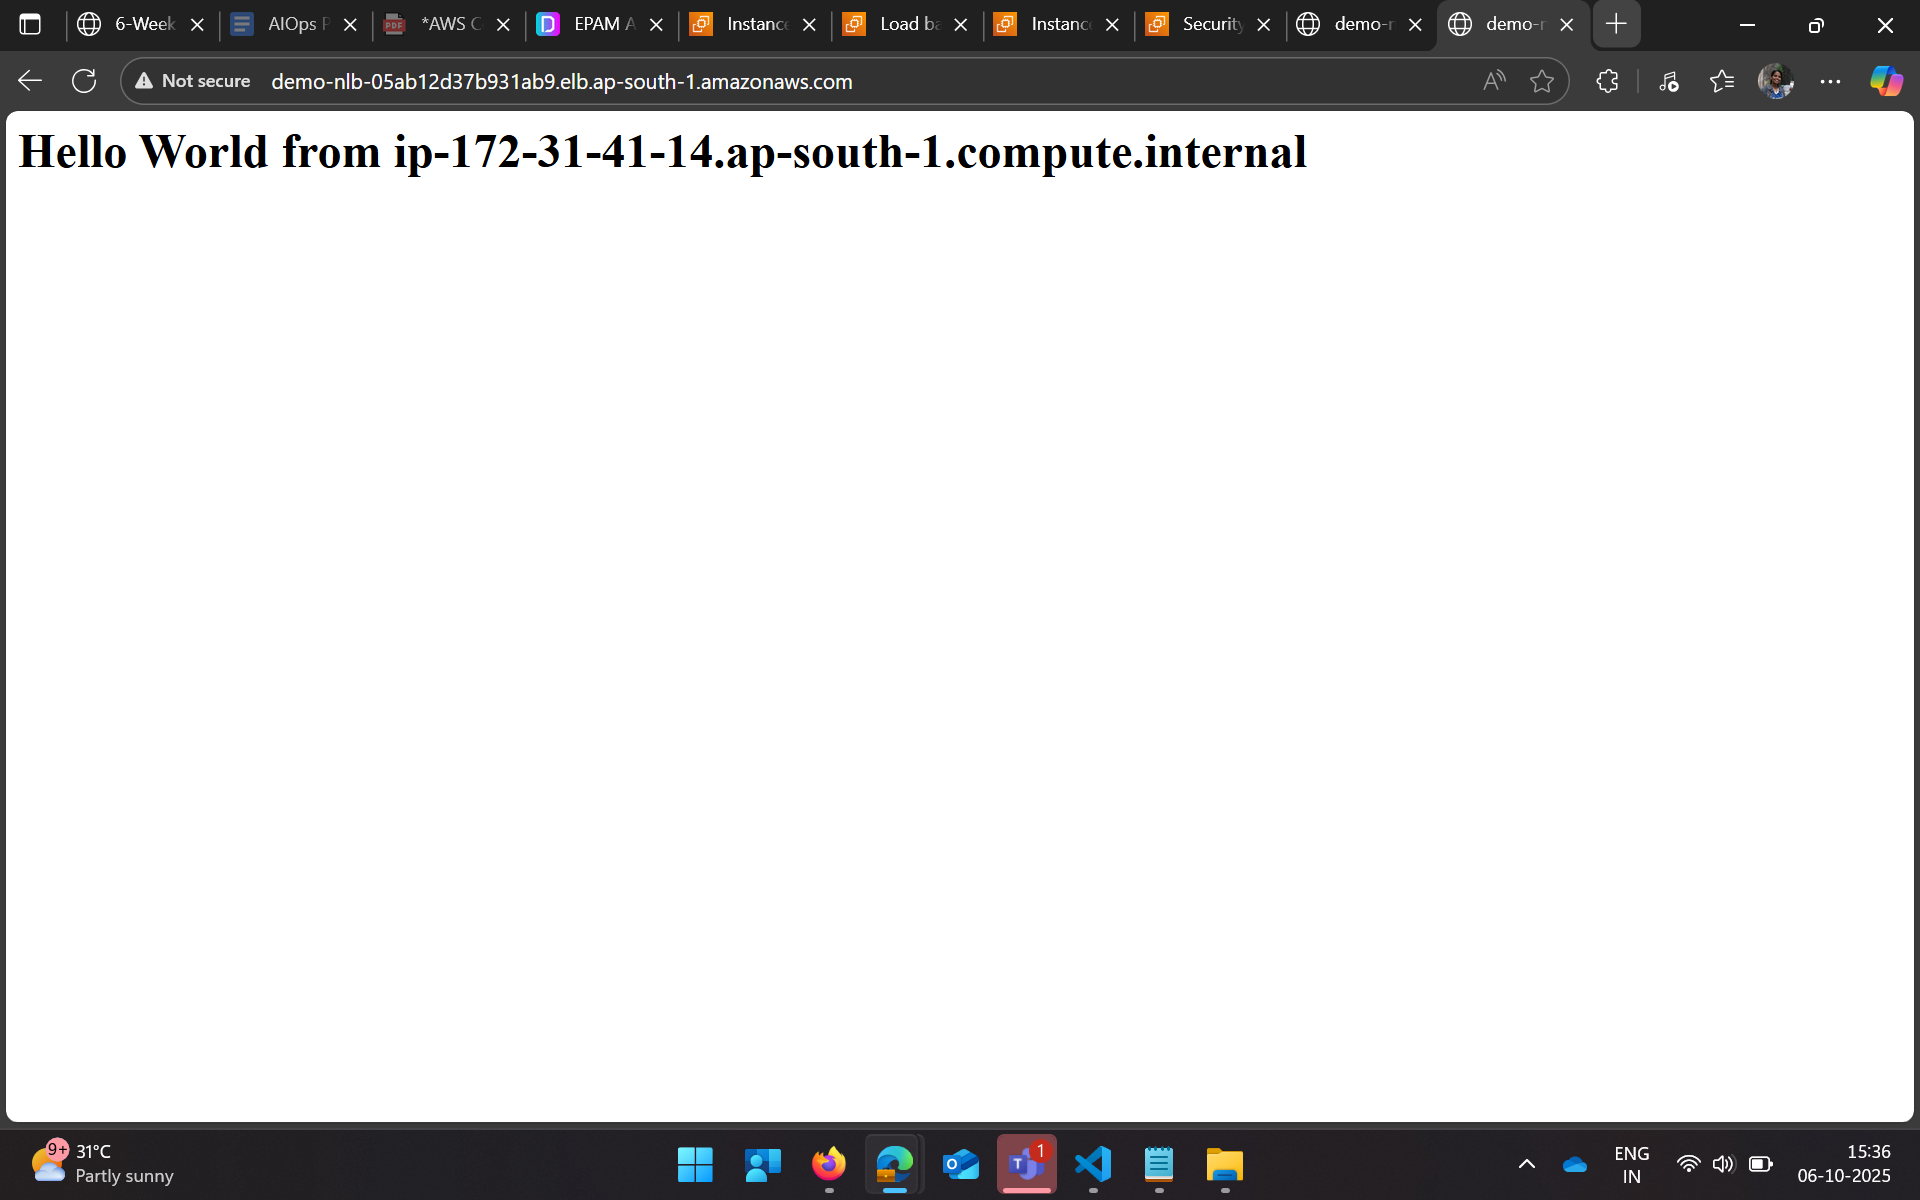 6-Week
AIOps P
*AWS C
EPAM A
Instance
Load ba
Instance
Security
demo-n
demo-n
Not secure
demo-nlb-05ab12d37b931ab9.elb.ap-south-1.amazonaws.com
Hello World from ip-172-31-41-14.ap-south-1.compute.internal
9+
31°C
Partly sunny
1
ENG
IN
15:36
06-10-2025